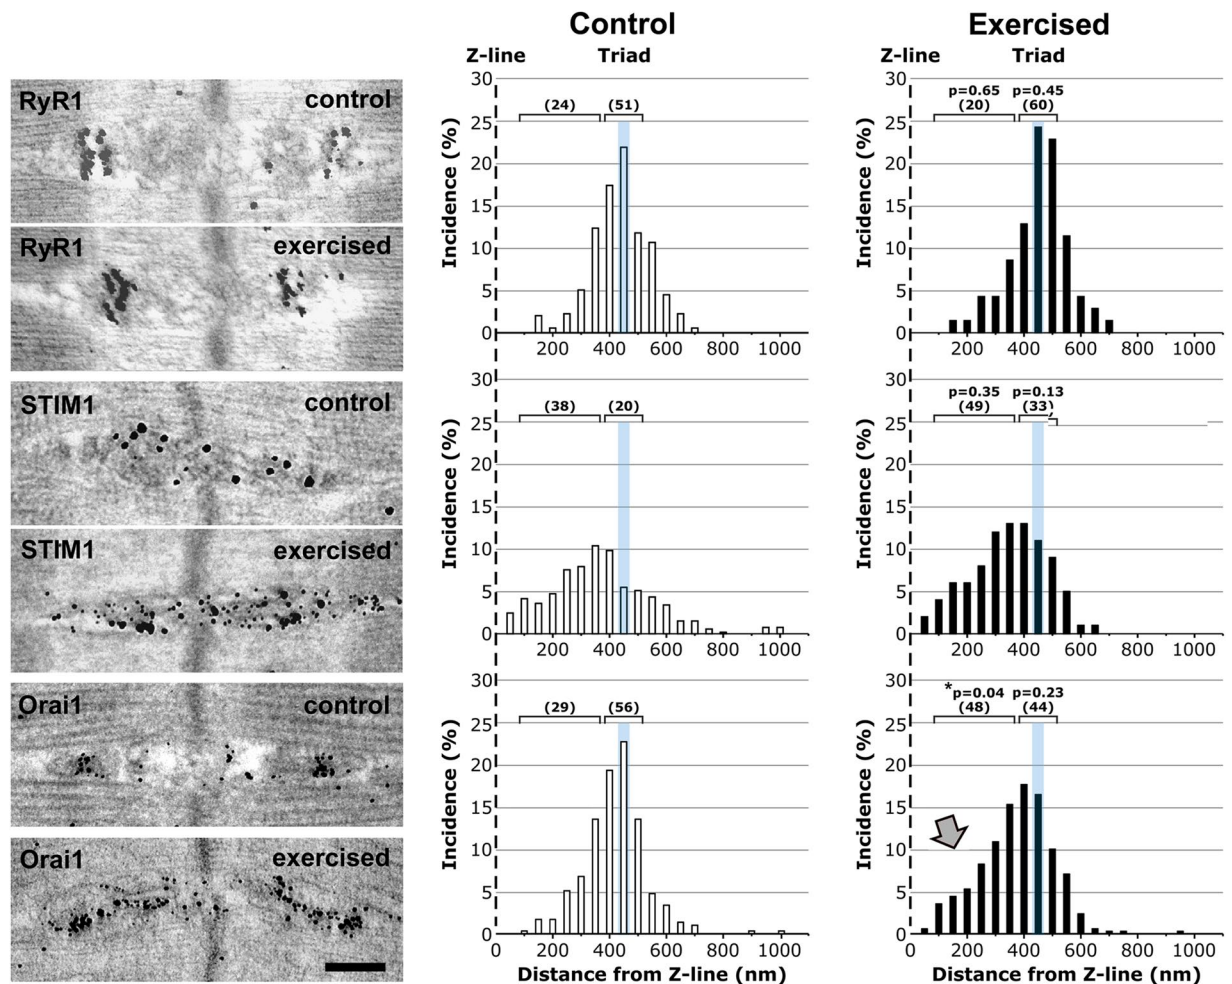 Control Exercised
Z-line Triad Z-line Triad
RyR1 control
RyR1 exercised
STIM1 control
STIM1 exercised
Orai1 control
Orai1 exercised
30
25
20
15
10
5
0
Incidence (%)
(24) (51)
200 400 600 800 1000
30
25
20
15
10
5
0
Incidence (%)
p=0.65 p=0.45
(20) (60)
200 400 600 800 1000
30
25
20
15
10
5
0
Incidence (%)
(38) (20)
200 400 600 800 1000
30
25
20
15
10
5
0
Incidence (%)
p=0.35 p=0.13
(49) (33)
200 400 600 800 1000
30
25
20
15
10
5
0
Incidence (%)
(29) (56)
0 200 400 600 800 1000
Distance from Z-line (nm)
30
25
20
15
10
5
0
Incidence (%)
*p=0.04 p=0.23
(48) (44)
0 200 400 600 800 1000
Distance from Z-line (nm)